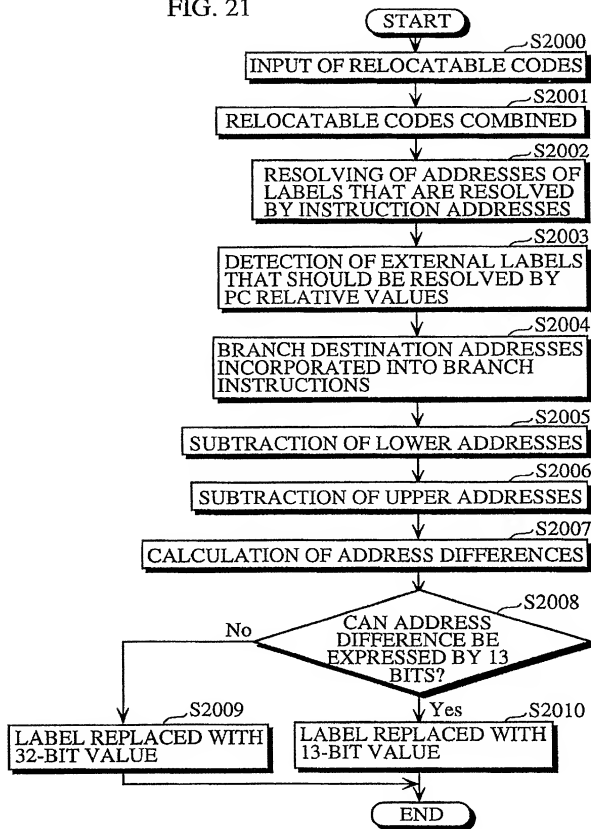 FIG. 21
START
S2000
INPUT OF RELOCATABLE CODES
S2001
RELOCATABLE CODES COMBINED
S2002
RESOLVING OF ADDRESSES OF
LABELS THAT ARE RESOLVED
BY INSTRUCTION ADDRESSES
S2003
DETECTION OF EXTERNAL LABELS
THAT SHOULD BE RESOLVED BY
PC RELATIVE VALUES
S2004
BRANCH DESTINATION ADDRESSES
INCORPORATED INTO BRANCH
INSTRUCTIONS
S2005
SUBTRACTION OF LOWER ADDRESSES
S2006
SUBTRACTION OF UPPER ADDRESSES
S2007
CALCULATION OF ADDRESS DIFFERENCES
S2008
CAN ADDRESS
DIFFERENCE BE
EXPRESSED BY 13
BITS?
No
Yes
S2009
LABEL REPLACED WITH
32-BIT VALUE
S2010
LABEL REPLACED WITH
13-BIT VALUE
END